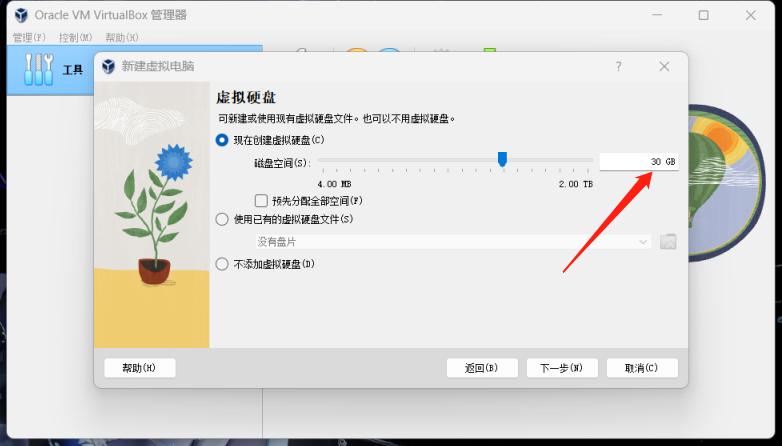 Oracle VM VirtualBox 管理器
管理(F) 控制(M) 帮助(H)
工具
新建虚拟电脑
虚拟硬盘
可新建或使用现有虚拟硬盘文件。也可以不用虚拟硬盘。
现在创建虚拟硬盘(C)
磁盘空间(S): 30 GB
4.00 MB 2.00 TB
预先分配全部空间(F)
使用已有的虚拟硬盘文件(S)
没有盘片
不添加虚拟硬盘(D)
帮助(H) 返回(B) 下一步(N) 取消(C)